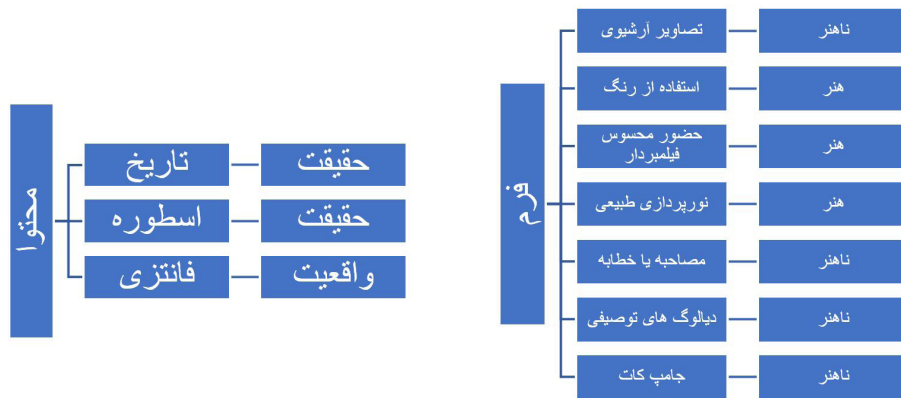 محتوا
تاریخ
حقیقت
اسطوره
حقیقت
فانتزی
واقعیت
فرم
تصاویر آرشیوی
ناهنر
استفاده از رنگ
هنر
حضور محسوس
فیلمبردار
هنر
نورپردازی طبیعی
هنر
مصاحبه یا خطابه
ناهنر
دیالوگ های توصیفی
ناهنر
جامپ کات
ناهنر